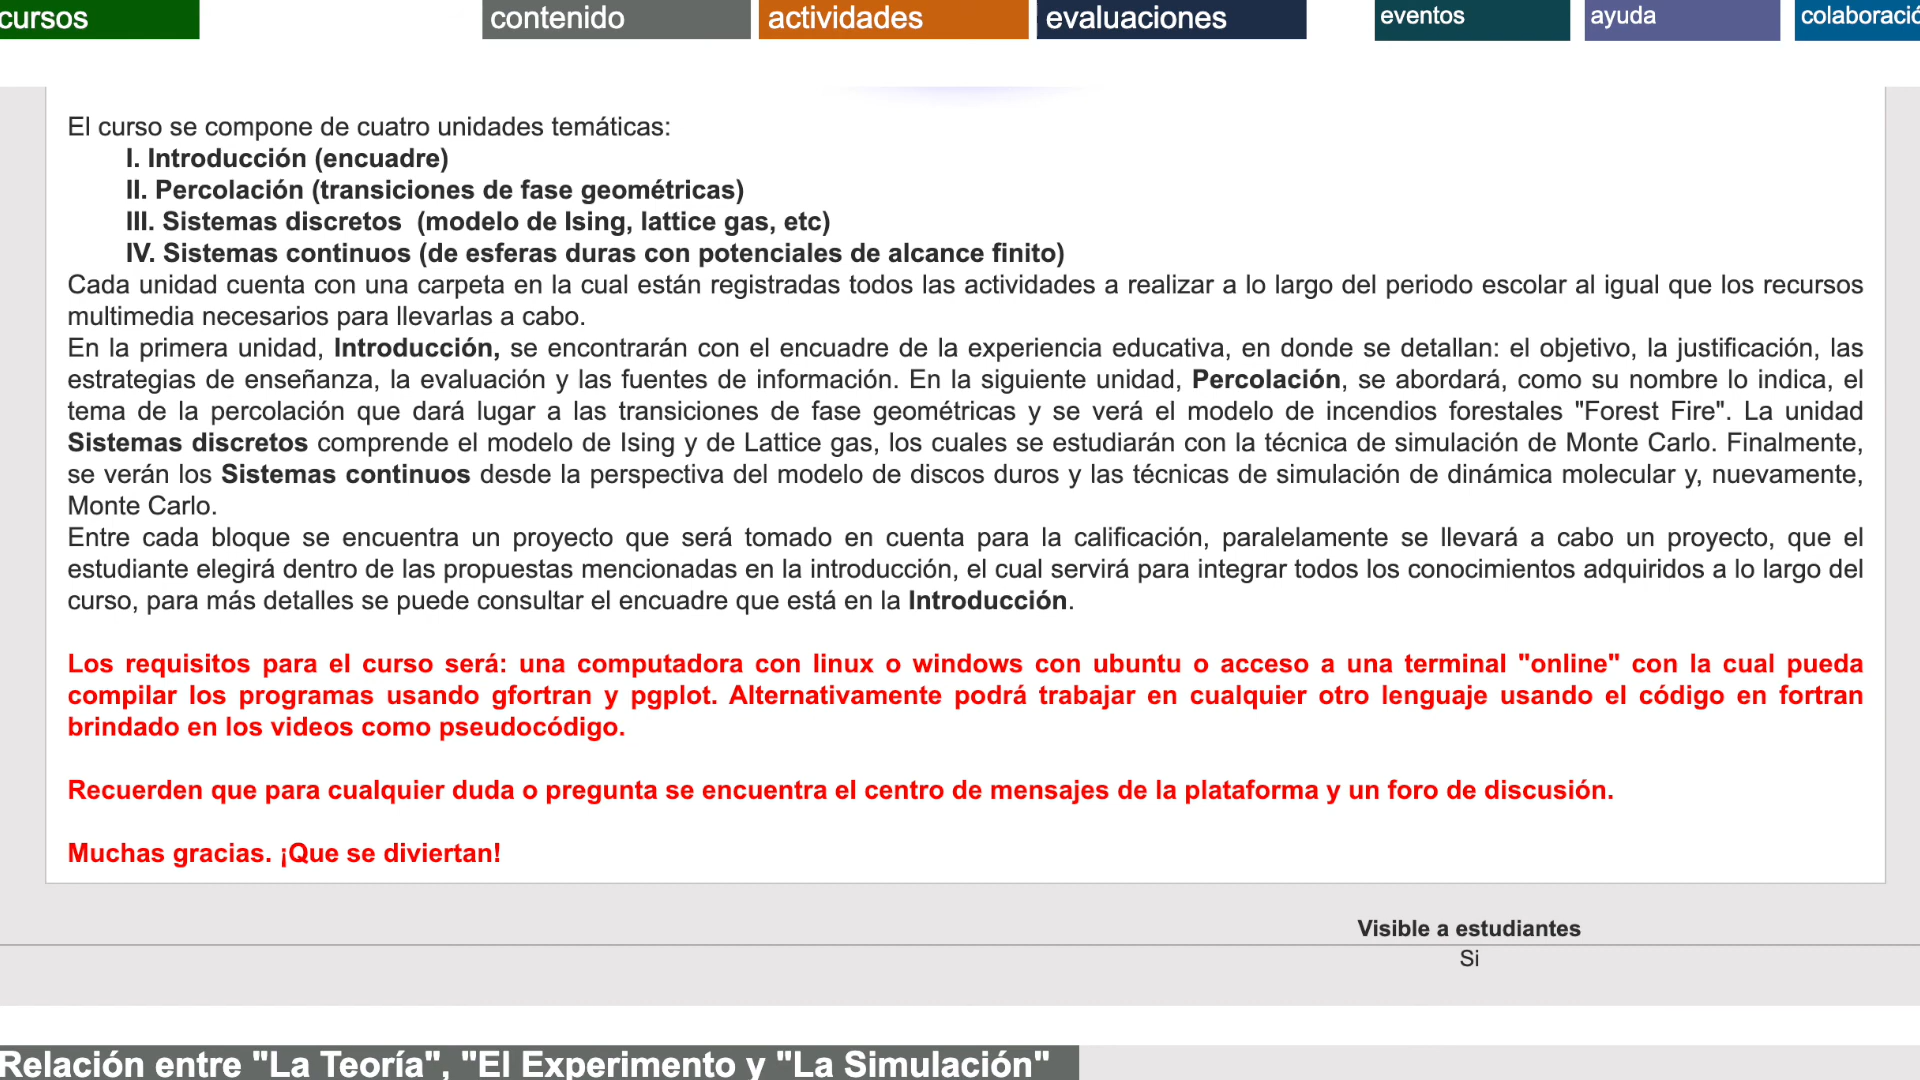 cursos contenido actividades evaluaciones eventos ayuda colaboració
El curso se compone de cuatro unidades temáticas:
I. Introducción (encuadre)
II. Percolación (transiciones de fase geométricas)
III. Sistemas discretos  (modelo de Ising, lattice gas, etc)
IV. Sistemas continuos (de esferas duras con potenciales de alcance finito)
Cada unidad cuenta con una carpeta en la cual están registradas todos las actividades a realizar a lo largo del periodo escolar al igual que los recursos
multimedia necesarios para llevarlas a cabo.
En la primera unidad, Introducción, se encontrarán con el encuadre de la experiencia educativa, en donde se detallan: el objetivo, la justificación, las
estrategias de enseñanza, la evaluación y las fuentes de información. En la siguiente unidad, Percolación, se abordará, como su nombre lo indica, el
tema de la percolación que dará lugar a las transiciones de fase geométricas y se verá el modelo de incendios forestales "Forest Fire". La unidad
Sistemas discretos comprende el modelo de Ising y de Lattice gas, los cuales se estudiarán con la técnica de simulación de Monte Carlo. Finalmente,
se verán los Sistemas continuos desde la perspectiva del modelo de discos duros y las técnicas de simulación de dinámica molecular y, nuevamente,
Monte Carlo.
Entre cada bloque se encuentra un proyecto que será tomado en cuenta para la calificación, paralelamente se llevará a cabo un proyecto, que el
estudiante elegirá dentro de las propuestas mencionadas en la introducción, el cual servirá para integrar todos los conocimientos adquiridos a lo largo del
curso, para más detalles se puede consultar el encuadre que está en la Introducción.
Los requisitos para el curso será: una computadora con linux o windows con ubuntu o acceso a una terminal "online" con la cual pueda
compilar los programas usando gfortran y pgplot. Alternativamente podrá trabajar en cualquier otro lenguaje usando el código en fortran
brindado en los videos como pseudocódigo.
Recuerden que para cualquier duda o pregunta se encuentra el centro de mensajes de la plataforma y un foro de discusión.
Muchas gracias. ¡Que se diviertan!
Visible a estudiantes
Si
Relación entre "La Teoría", "El Experimento y "La Simulación"